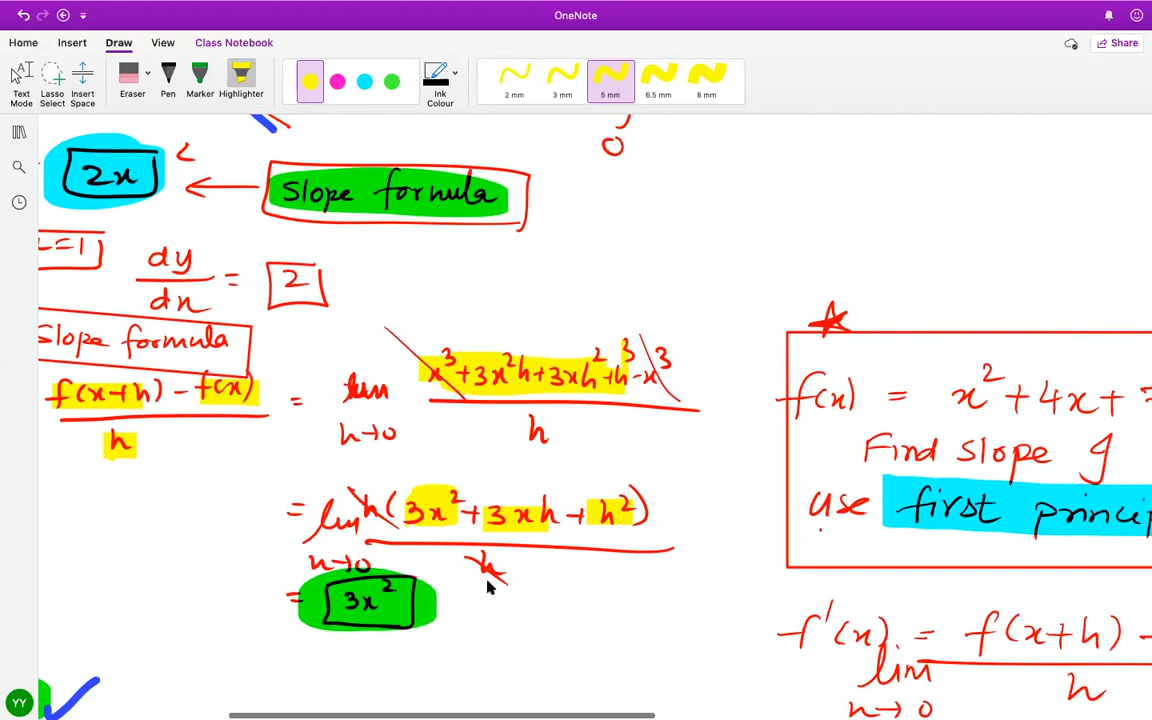 OneNote
Home Insert Draw View Class Notebook
Share
Text Mode
Lasso Select
Insert Space
Eraser
Pen
Marker
Highlighter
Ink Colour
2 mm 3 mm 5 mm 6.5 mm 8 mm
0
2x
Slope formula
=1
dy/dx = 2
Slope formula
f(x+h) - f(x) / h = lim h→0 x³+3x²h+3xh²+h³-x³ / h
= lim h→0 h(3x²+3xh+h²) / h
= 3x²
f(x) = x²+4x+
Find slope
use first princip
f'(x) = lim h→0 f(x+h) - / h
YY